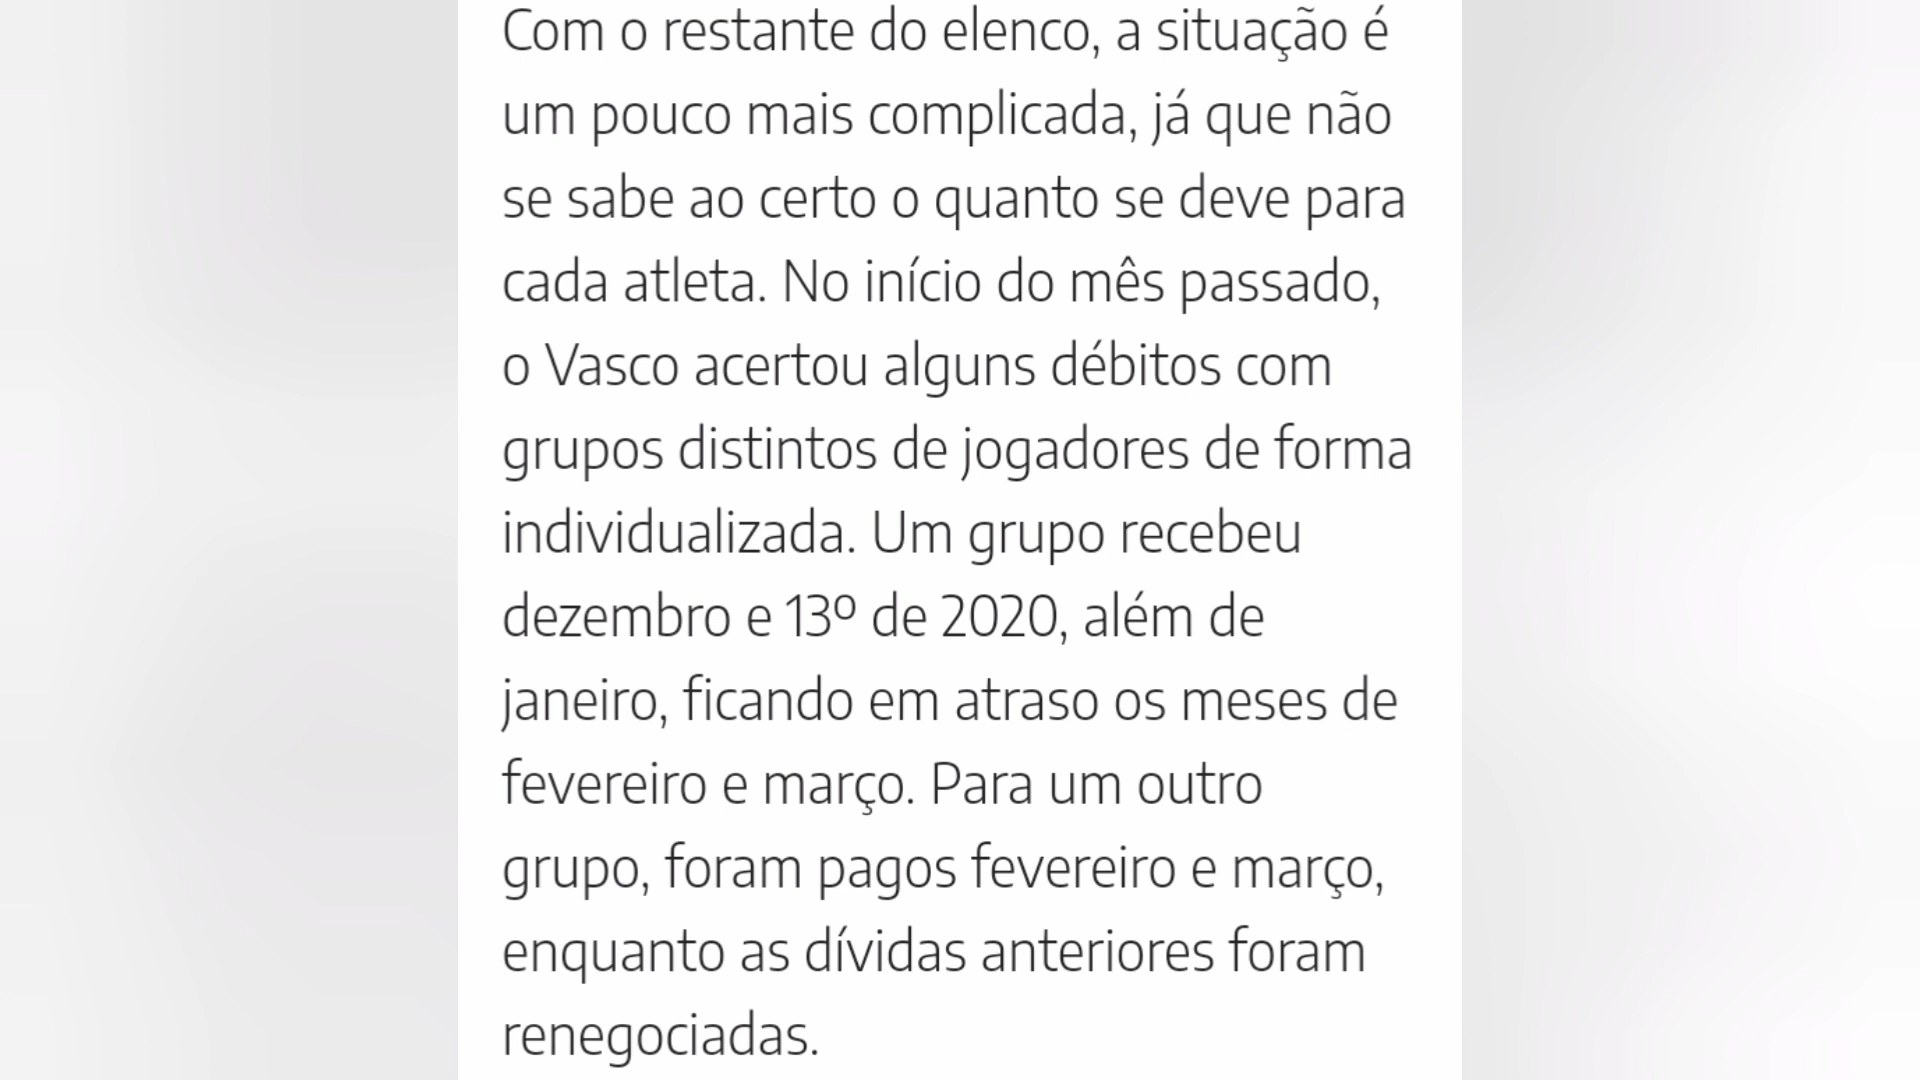 Com o restante do elenco, a situação é
um pouco mais complicada, já que não
se sabe ao certo o quanto se deve para
cada atleta. No início do mês passado,
o Vasco acertou alguns débitos com
grupos distintos de jogadores de forma
individualizada. Um grupo recebeu
dezembro e 13º de 2020, além de
janeiro, ficando em atraso os meses de
fevereiro e março. Para um outro
grupo, foram pagos fevereiro e março,
enquanto as dívidas anteriores foram
renegociadas.